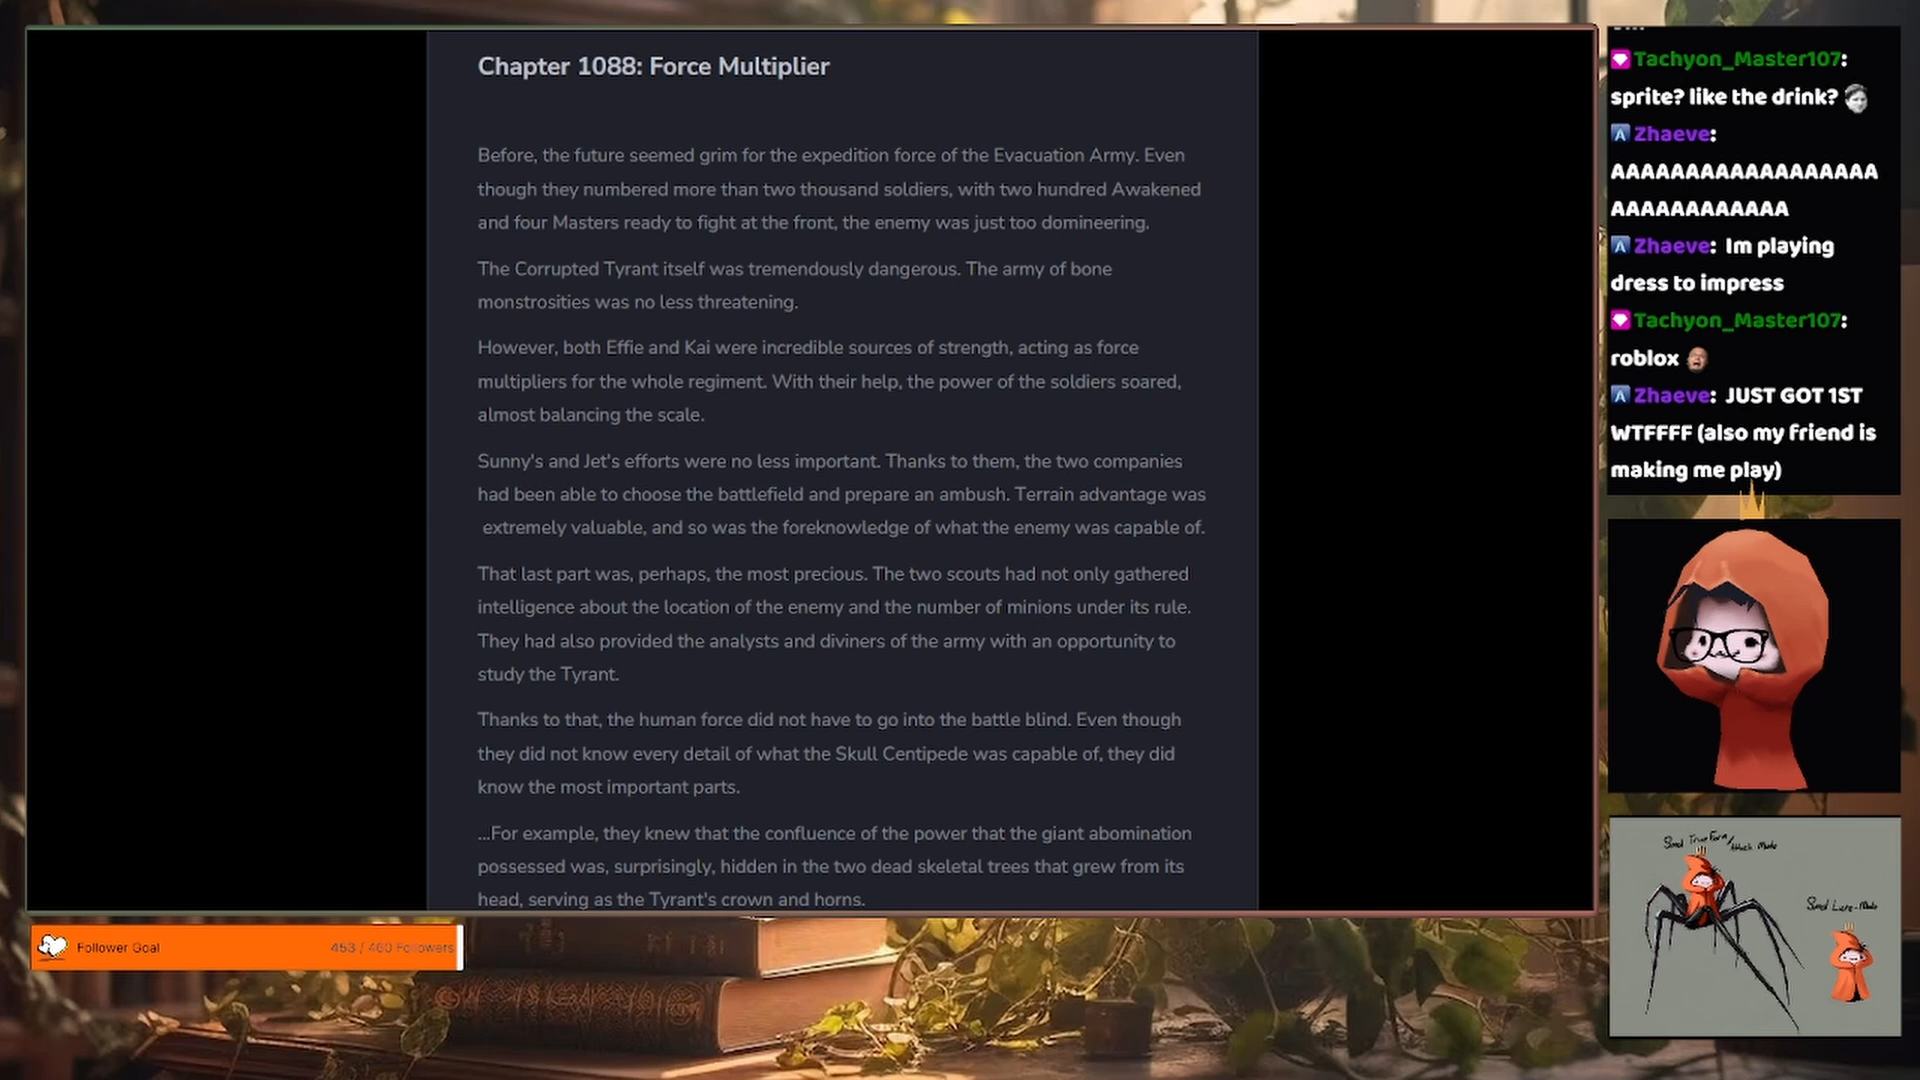 Chapter 1088: Force Multiplier
Before, the future seemed grim for the expedition force of the Evacuation Army. Even
though they numbered more than two thousand soldiers, with two hundred Awakened
and four Masters ready to fight at the front, the enemy was just too domineering.
The Corrupted Tyrant itself was tremendously dangerous. The army of bone
monstrosities was no less threatening.
However, both Effie and Kai were incredible sources of strength, acting as force
multipliers for the whole regiment. With their help, the power of the soldiers soared,
almost balancing the scale.
Sunny's and Jet's efforts were no less important. Thanks to them, the two companies
had been able to choose the battlefield and prepare an ambush. Terrain advantage was
extremely valuable, and so was the foreknowledge of what the enemy was capable of.
That last part was, perhaps, the most precious. The two scouts had not only gathered
intelligence about the location of the enemy and the number of minions under its rule.
They had also provided the analysts and diviners of the army with an opportunity to
study the Tyrant.
Thanks to that, the human force did not have to go into the battle blind. Even though
they did not know every detail of what the Skull Centipede was capable of, they did
know the most important parts.
...For example, they knew that the confluence of the power that the giant abomination
possessed was, surprisingly, hidden in the two dead skeletal trees that grew from its
head, serving as the Tyrant's crown and horns.
Tachyon_Master107:
sprite? like the drink?
A Zhaeve:
AAAAAAAAAAAAAAAAAA
AAAAAAAAAAAA
A Zhaeve: Im playing
dress to impress
Tachyon_Master107:
roblox
A Zhaeve: JUST GOT 1ST
WTFFFF (also my friend is
making me play)
Follower Goal
453 / 460 Followers